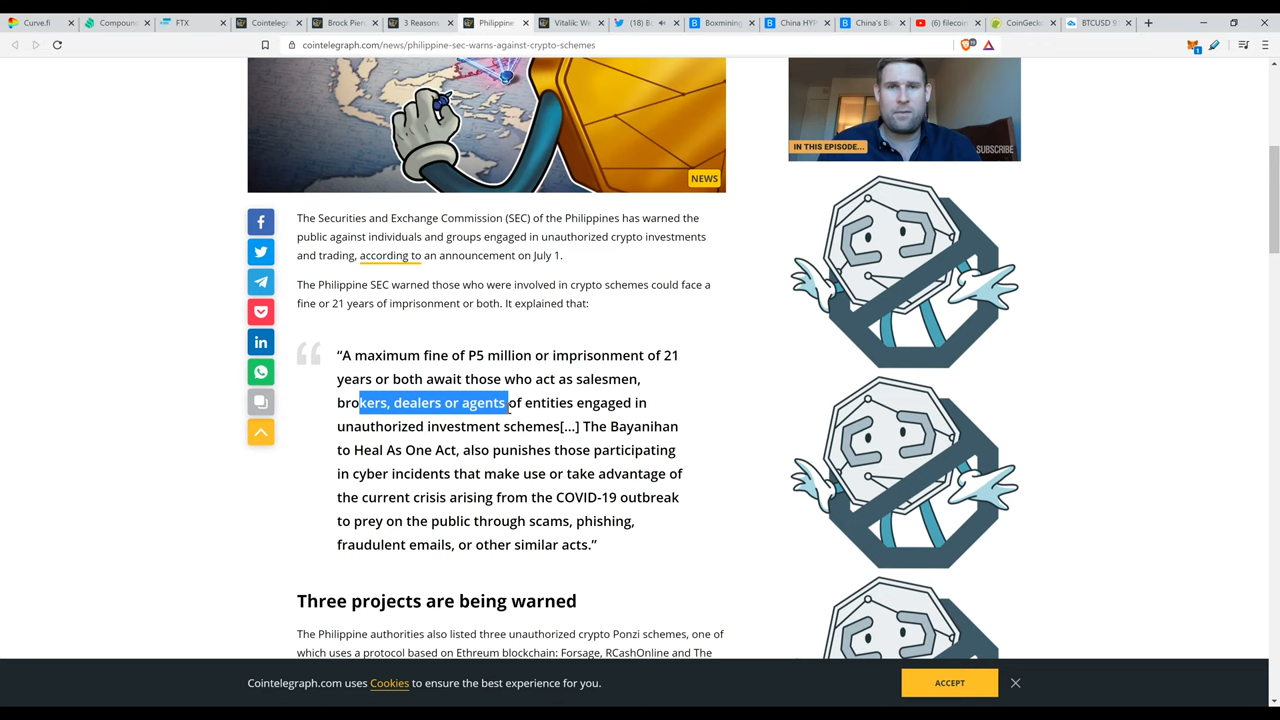 Curve.fi
Compound
FTX
Cointelegra
Brock Pier
3 Reasons
Philippine
Vitalik: We
(18) B
Boxmining
China HYP
China's Bl
(6) filecoin
CoinGeck
BTCUSD 9
cointelegraph.com/news/philippine-sec-warns-against-crypto-schemes
1
IN THIS EPISODE...
SUBSCRIBE
NEWS
The Securities and Exchange Commission (SEC) of the Philippines has warned the
public against individuals and groups engaged in unauthorized crypto investments
and trading, according to an announcement on July 1.
The Philippine SEC warned those who were involved in crypto schemes could face a
fine or 21 years of imprisonment or both. It explained that:
“A maximum fine of P5 million or imprisonment of 21
years or both await those who act as salesmen,
brokers, dealers or agents of entities engaged in
unauthorized investment schemes[...] The Bayanihan
to Heal As One Act, also punishes those participating
in cyber incidents that make use or take advantage of
the current crisis arising from the COVID-19 outbreak
to prey on the public through scams, phishing,
fraudulent emails, or other similar acts.”
Three projects are being warned
The Philippine authorities also listed three unauthorized crypto Ponzi schemes, one of
which uses a protocol based on Ethreum blockchain: Forsage, RCashOnline and The
Cointelegraph.com uses Cookies to ensure the best experience for you.
ACCEPT